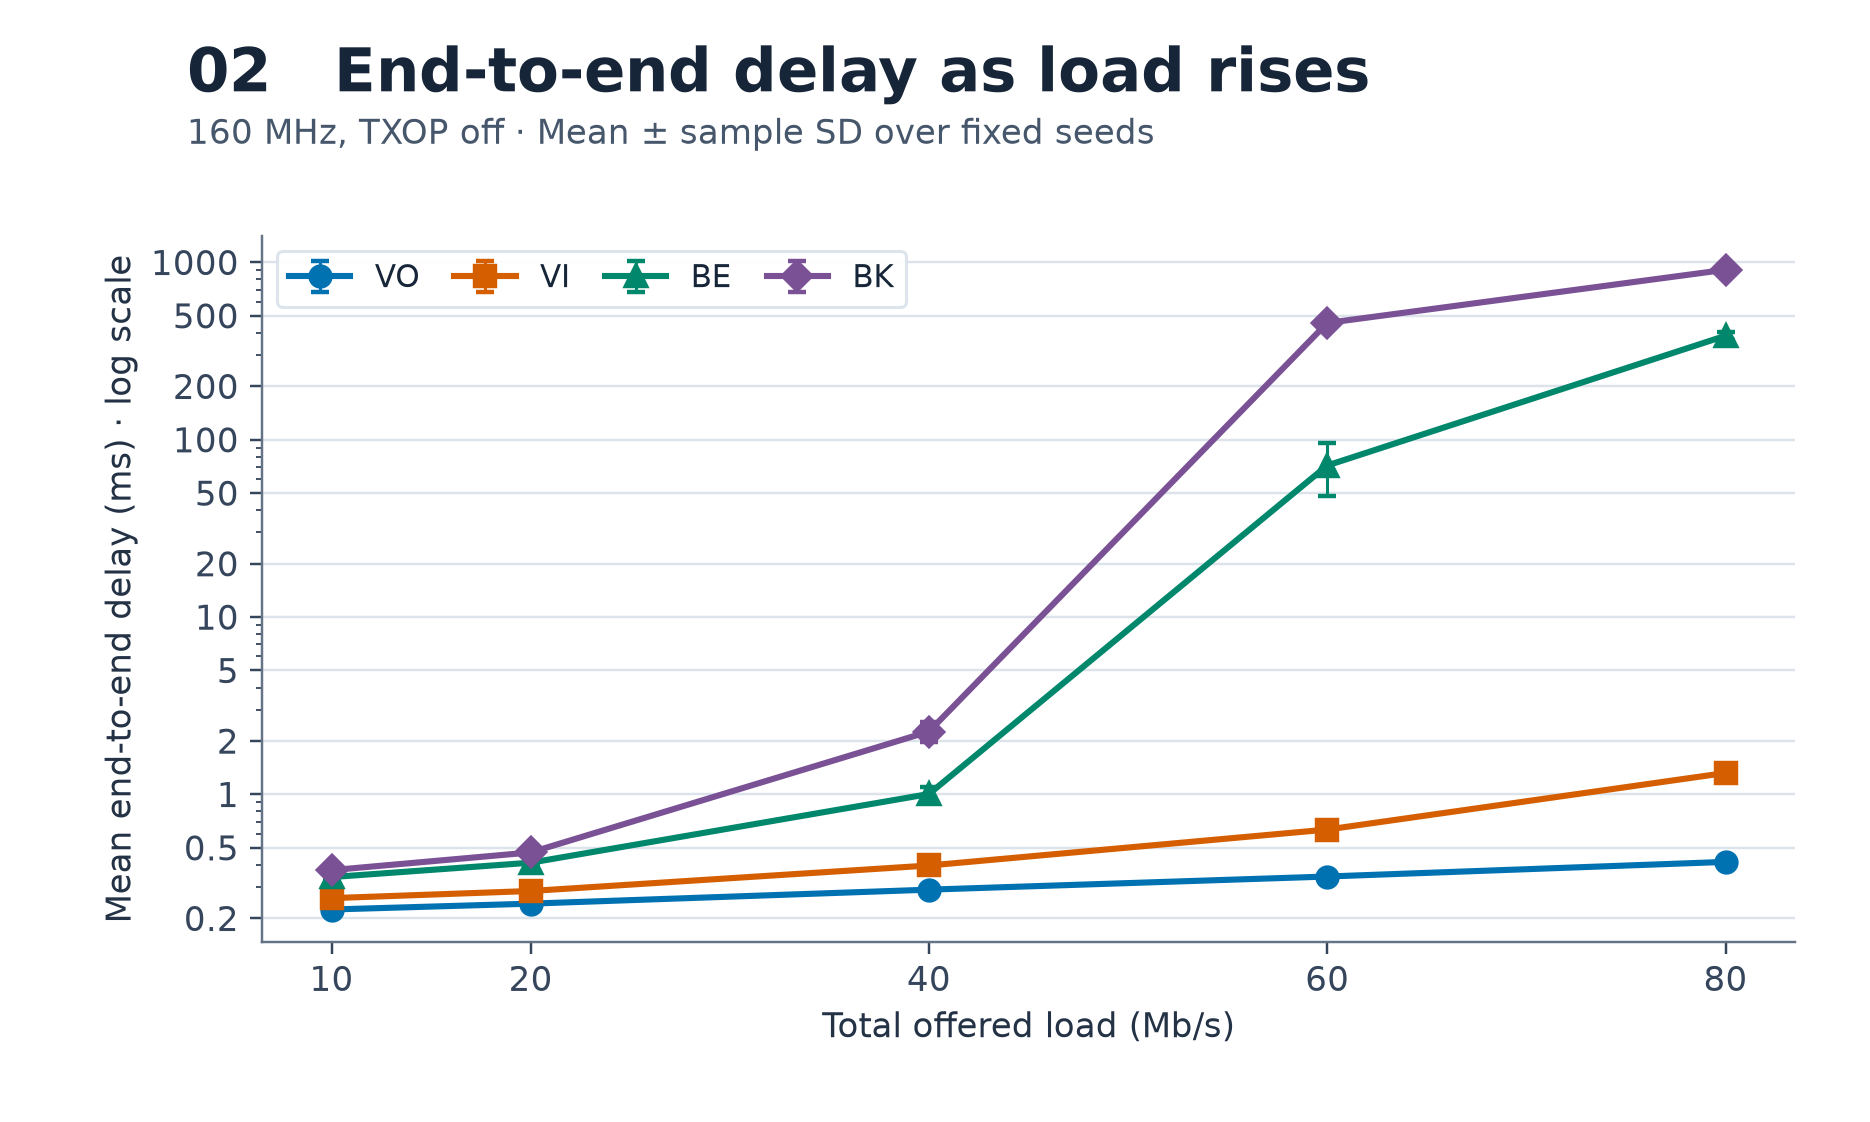 02 End-to-end delay as load rises
160 MHz, TXOP off · Mean ± sample SD over fixed seeds
Mean end-to-end delay (ms) · log scale
1000
500
200
100
50
20
10
5
2
1
0.5
0.2
VO VI BE BK
10 20 40 60 80
Total offered load (Mb/s)